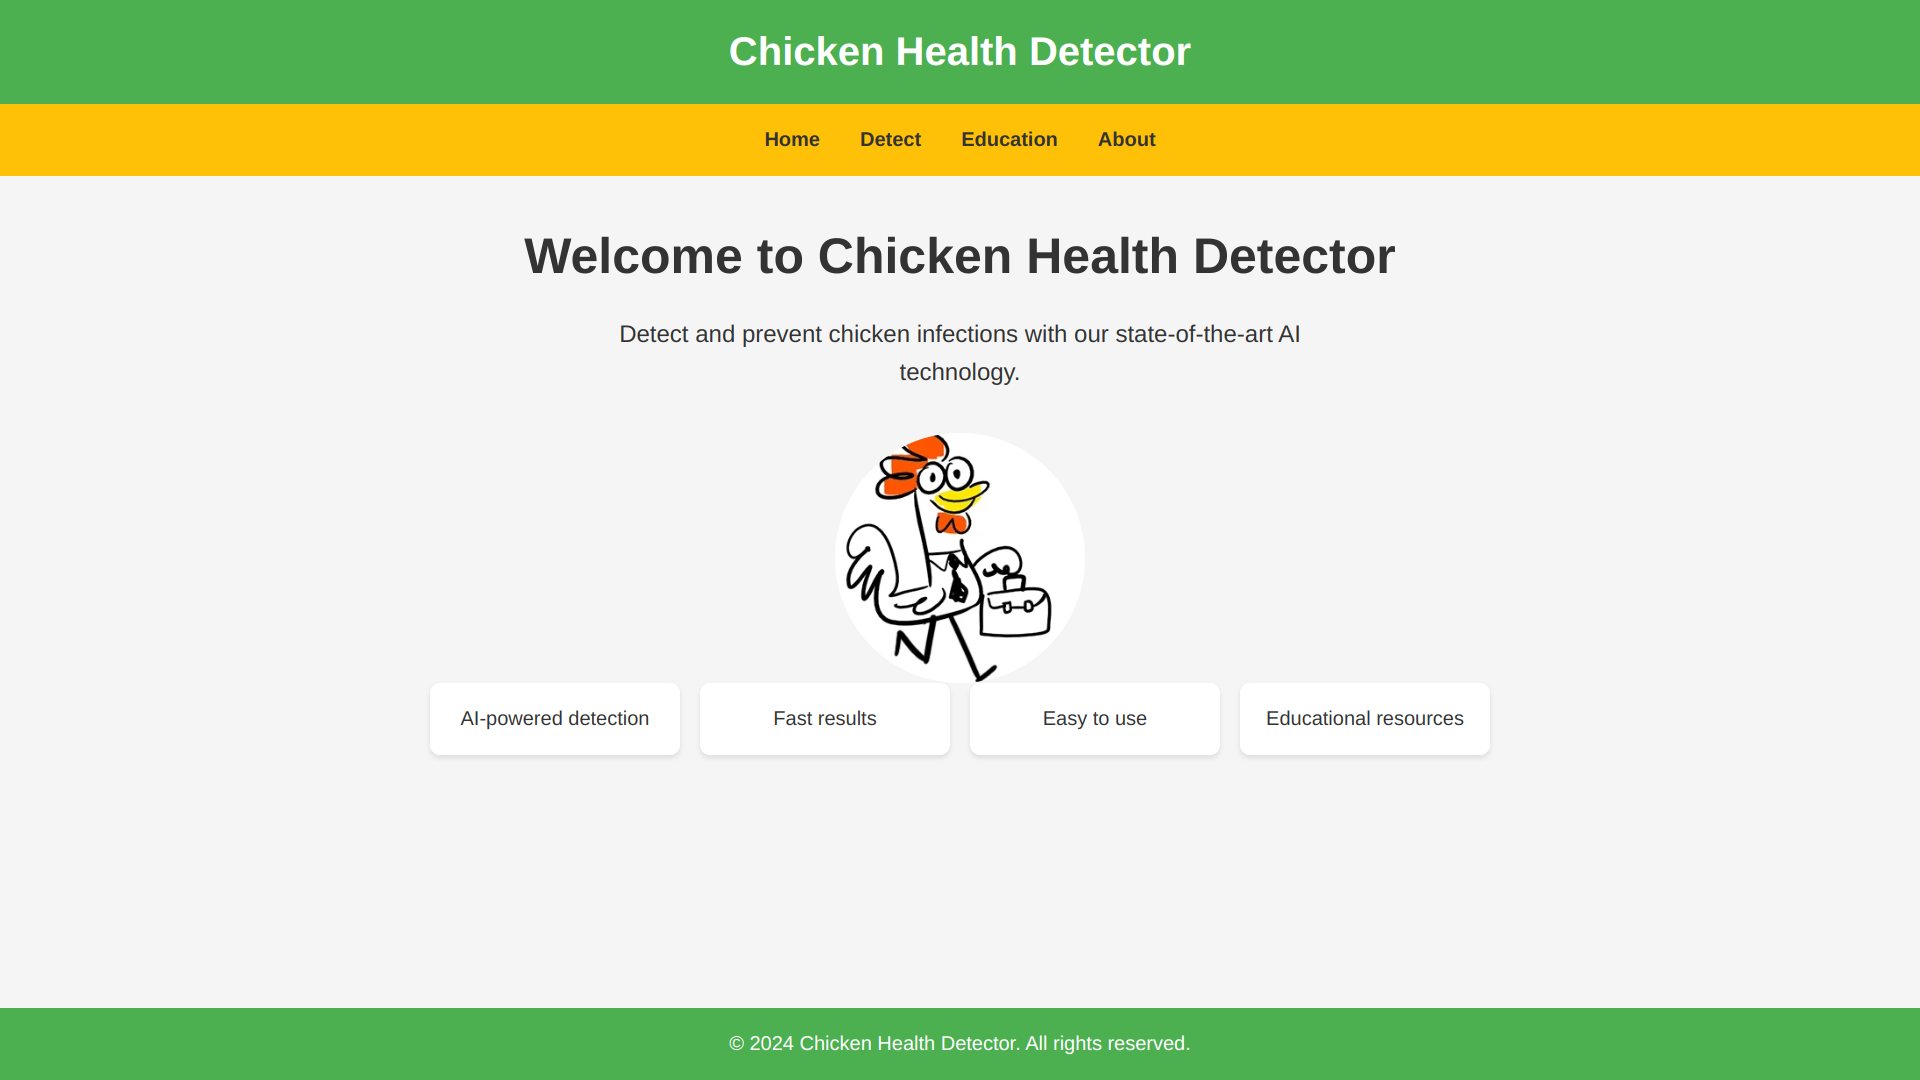 Chicken Health Detector
Home Detect Education About
Welcome to Chicken Health Detector
Detect and prevent chicken infections with our state-of-the-art AI
technology.
AI-powered detection
Fast results
Easy to use
Educational resources
© 2024 Chicken Health Detector. All rights reserved.